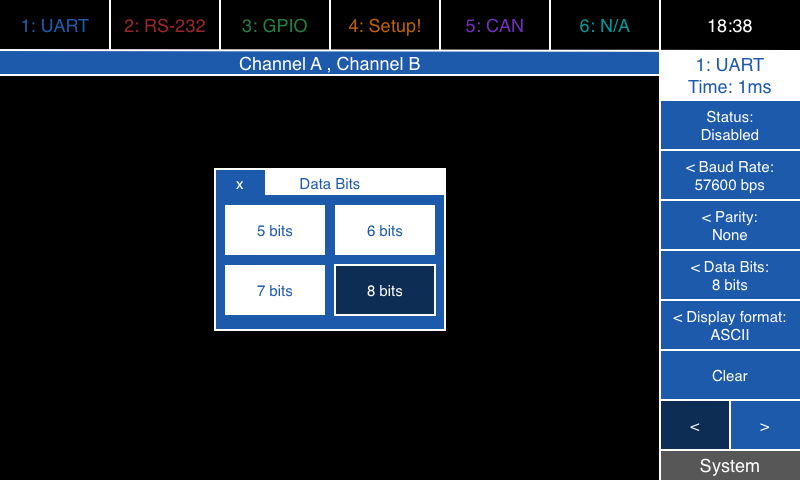 1: UART
2: RS-232
3: GPIO
4: Setup!
5: CAN
6: N/A
18:38
Channel A , Channel B
1: UART
Time: 1ms
Status:
Disabled
< Baud Rate:
57600 bps
< Parity:
None
< Data Bits:
8 bits
< Display format:
ASCII
Clear
< >
System
x Data Bits
5 bits 6 bits
7 bits 8 bits